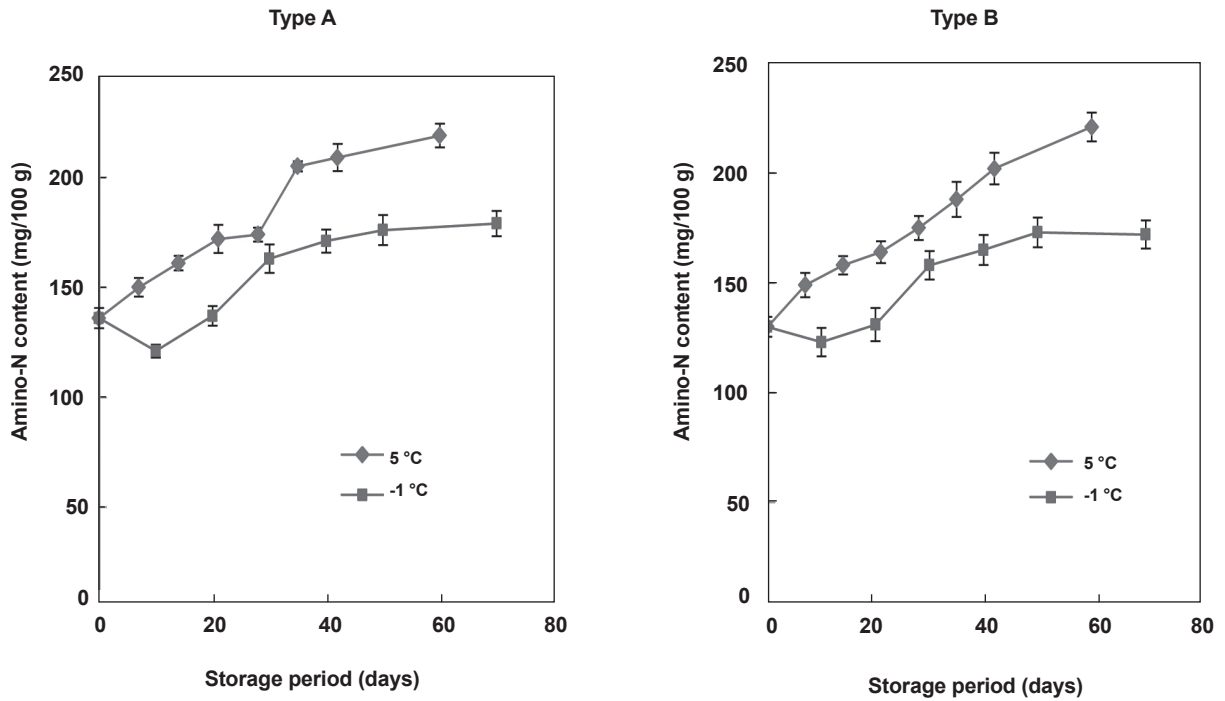 Type A
Amino-N content (mg/100 g)
250
200
150
100
50
0
0 20 40 60 80
5 °C
-1 °C
Storage period (days)
Type B
Amino-N content (mg/100 g)
250
200
150
100
50
0
0 20 40 60 80
5 °C
-1 °C
Storage period (days)